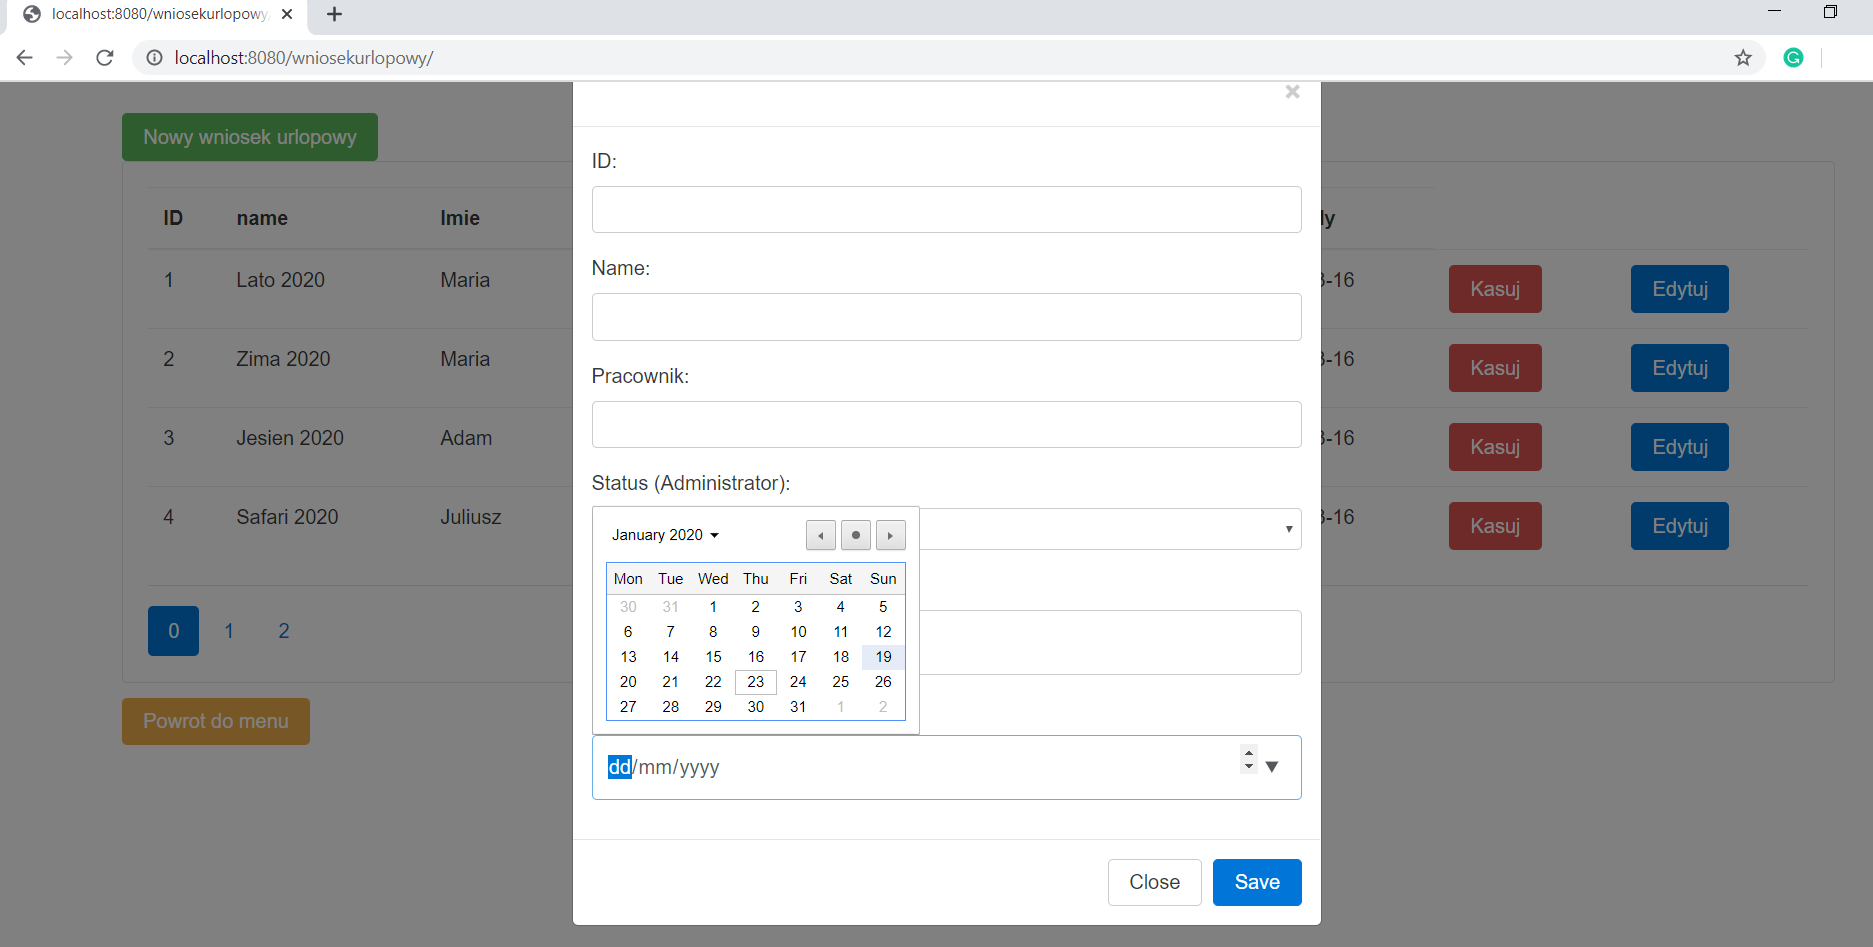 localhost:8080/wniosekurlopowy
localhost:8080/wniosekurlopowy/
Nowy wniosek urlopowy
ID name Imie ly
1 Lato 2020 Maria 3-16 Kasuj Edytuj
2 Zima 2020 Maria 3-16 Kasuj Edytuj
3 Jesien 2020 Adam 3-16 Kasuj Edytuj
4 Safari 2020 Juliusz 3-16 Kasuj Edytuj
0 1 2
Powrot do menu
×
ID:
Name:
Pracownik:
Status (Administrator):
January 2020
Mon Tue Wed Thu Fri Sat Sun
30 31 1 2 3 4 5
6 7 8 9 10 11 12
13 14 15 16 17 18 19
20 21 22 23 24 25 26
27 28 29 30 31 1 2
dd/mm/yyyy
Close Save